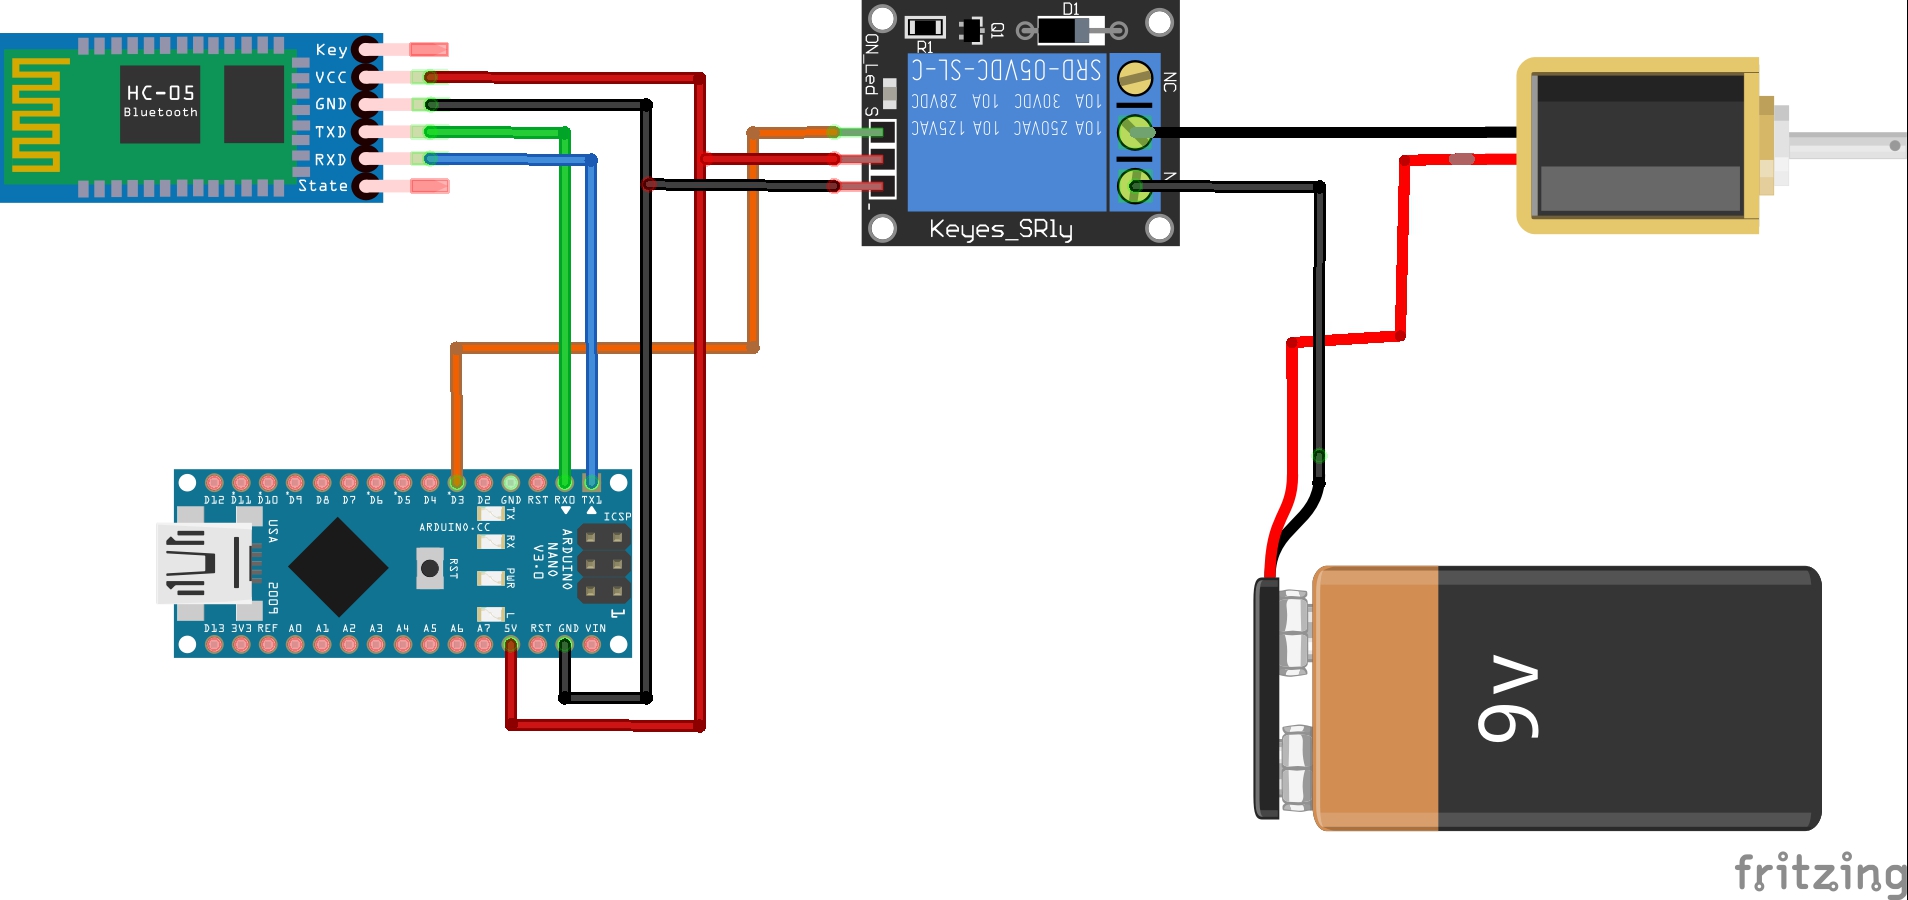 Key
VCC
GND
TXD
RXD
State
HC-05
Bluetooth
ON_Led
S
-
R1
Q1
D1
SRD-05VDC-SL-C
10A 30VDC 10A 28VDC
10A 250VAC 10A 125VAC
NC
N
Keyes_SRly
D12 D11 D10 D9 D8 D7 D6 D5 D4 D3 D2 GND RST RX0 TX1
ARDUINO.CC
TX
RX
PWR
L
RST
USA
2009
ICSP
1
ARDUINO
NANO
V3.0
D13 3V3 REF A0 A1 A2 A3 A4 A5 A6 A7 5V RST GND VIN
9v
fritzing